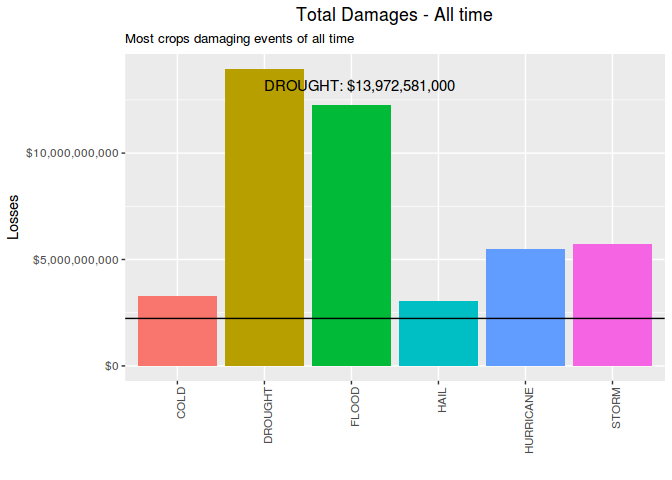 Total Damages - All time
Most crops damaging events of all time
DROUGHT: $13,972,581,000
Losses
$10,000,000,000
$5,000,000,000
$0
COLD
DROUGHT
FLOOD
HAIL
HURRICANE
STORM